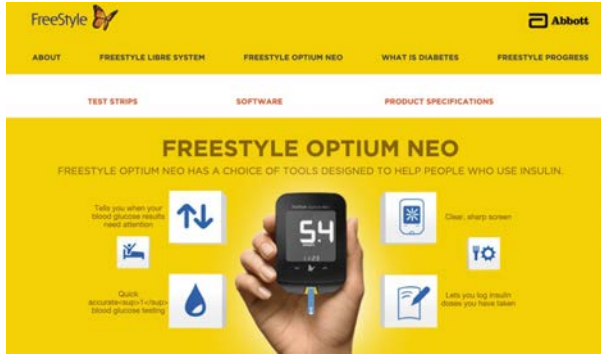 FreeStyle
Abbott
ABOUT FREESTYLE LIBRE SYSTEM FREESTYLE OPTIUM NEO WHAT IS DIABETES FREESTYLE PROGRESS
TEST STRIPS SOFTWARE PRODUCT SPECIFICATIONS
FREESTYLE OPTIUM NEO
FREESTYLE OPTIUM NEO HAS A CHOICE OF TOOLS DESIGNED TO HELP PEOPLE WHO USE INSULIN.
Tells you when your
blood glucose results
need attention
Clear, sharp screen
5.4
Quick
accurate<sup>1</sup>
blood glucose testing
Lets you log insulin
doses you have taken